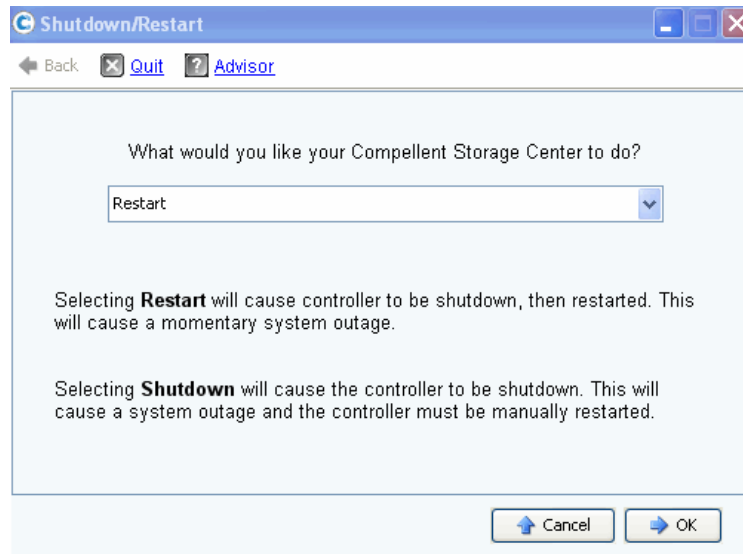 Shutdown/Restart
Back Quit Advisor
What would you like your Compellent Storage Center to do?
Restart
Selecting Restart will cause controller to be shutdown, then restarted. This
will cause a momentary system outage.
Selecting Shutdown will cause the controller to be shutdown. This will
cause a system outage and the controller must be manually restarted.
Cancel OK